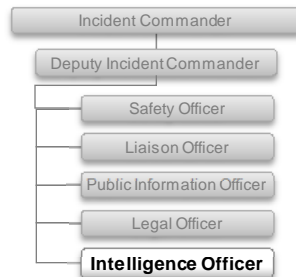 Incident Commander
Deputy Incident Commander
Safety Officer
Liaison Officer
Public Information Officer
Legal Officer
Intelligence Officer